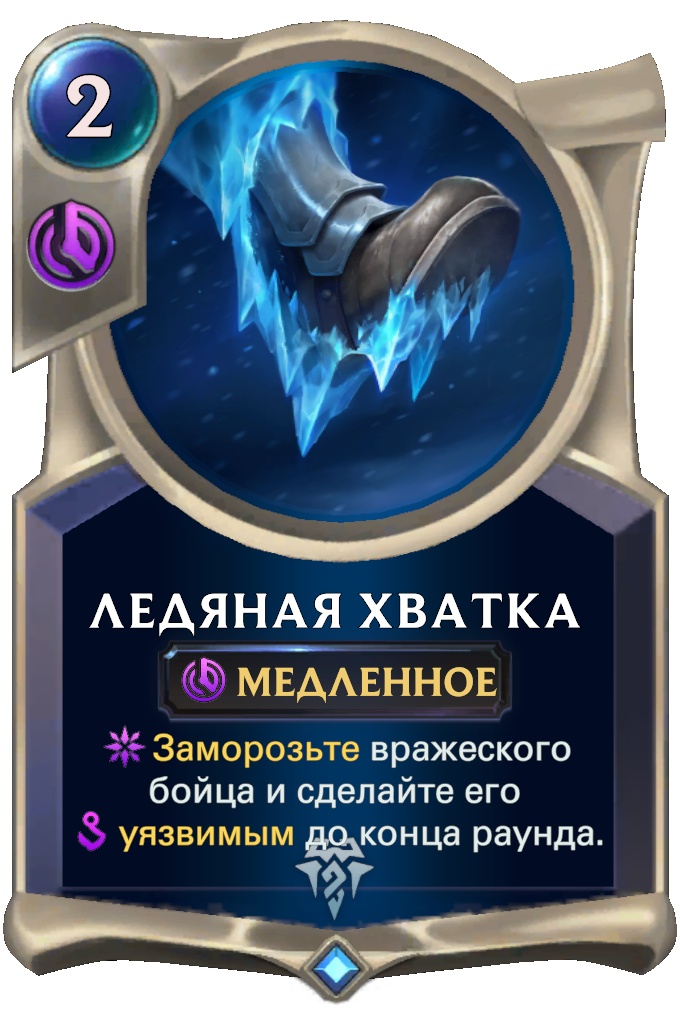 2
ЛЕДЯНАЯ ХВАТКА
МЕДЛЕННОЕ
Заморозьте вражеского
бойца и сделайте его
уязвимым до конца раунда.